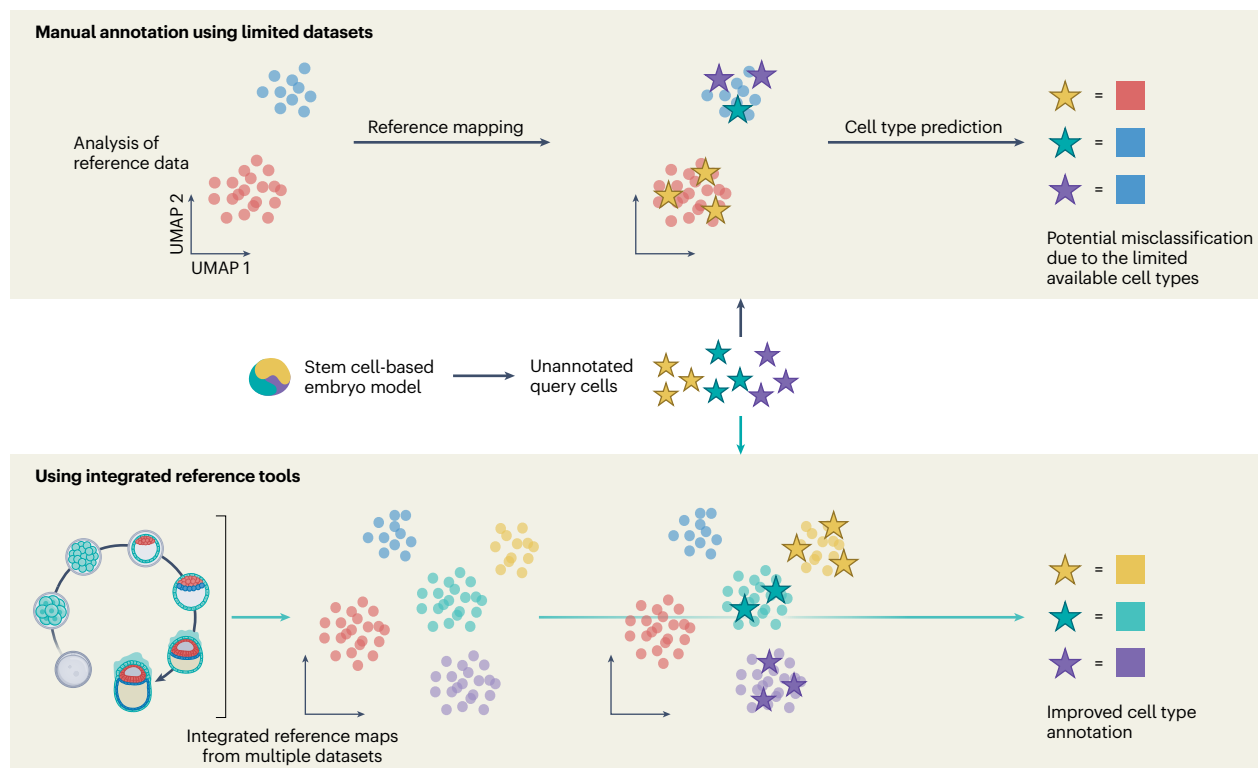 Manual annotation using limited datasets
Analysis of
reference data
UMAP 2
UMAP 1
Reference mapping
Cell type prediction
=
=
=
Potential misclassification
due to the limited
available cell types
Stem cell-based
embryo model
Unannotated
query cells
Using integrated reference tools
Integrated reference maps
from multiple datasets
=
=
=
Improved cell type
annotation